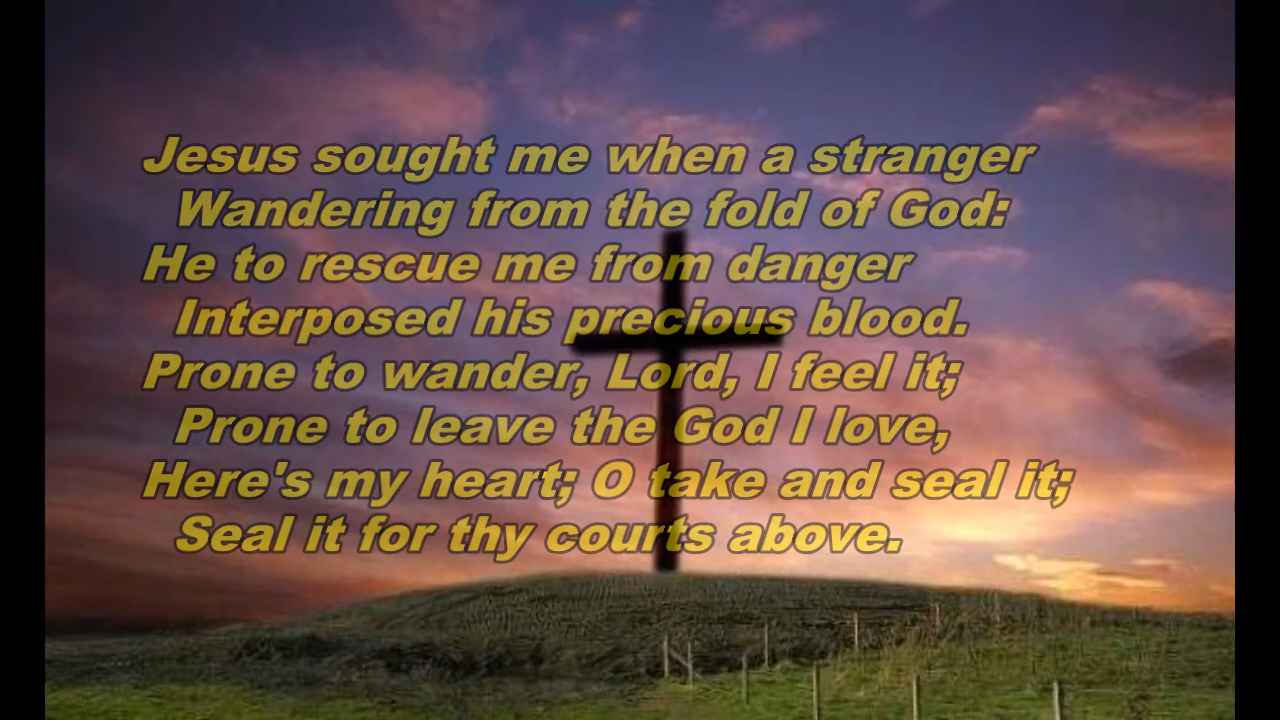 Jesus sought me when a stranger
Wandering from the fold of God:
He to rescue me from danger
Interposed his precious blood.
Prone to wander, Lord, I feel it;
Prone to leave the God I love,
Here's my heart; O take and seal it;
Seal it for thy courts above.